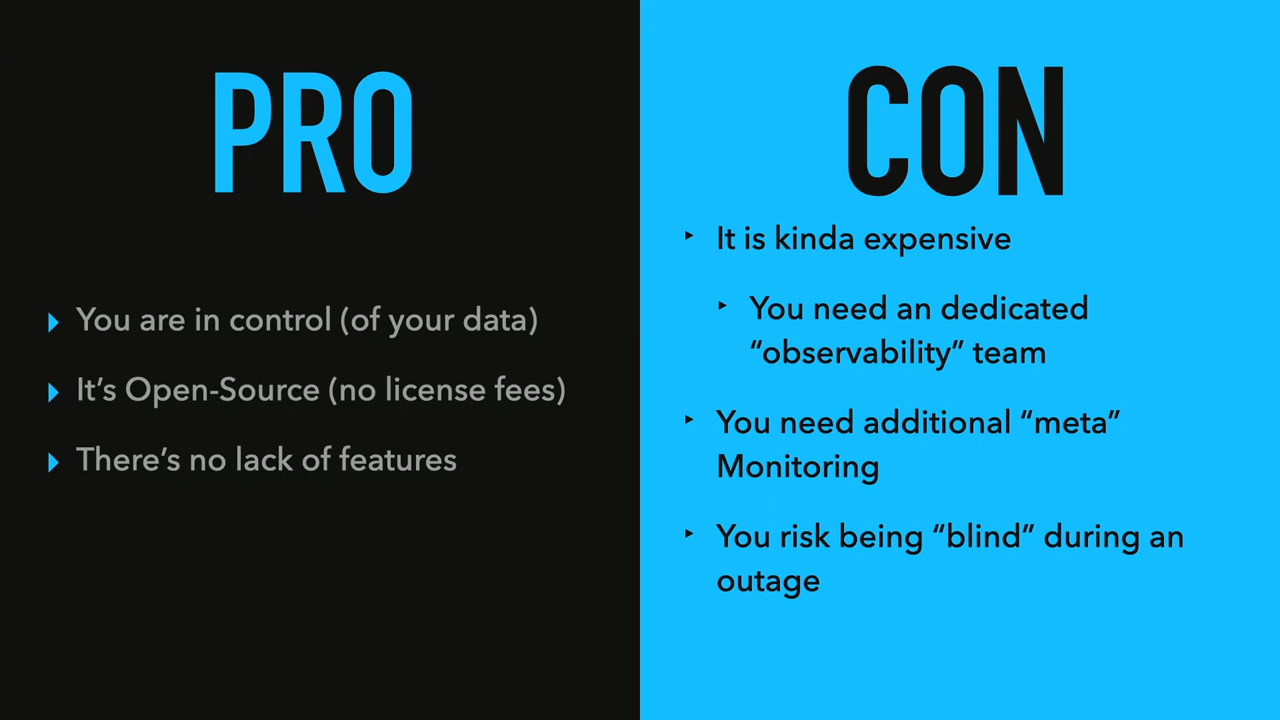 PRO
You are in control (of your data)
It's Open-Source (no license fees)
There's no lack of features
CON
It is kinda expensive
You need an dedicated
“observability” team
You need additional “meta”
Monitoring
You risk being “blind” during an
outage